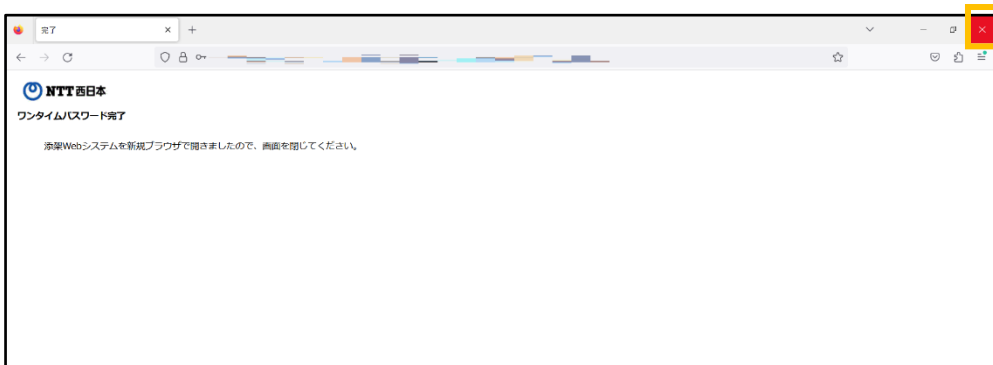 完了
NTT西日本
ワンタイムパスワード完了
添架Webシステムを新規ブラウザで開きましたので、画面を閉じてください。